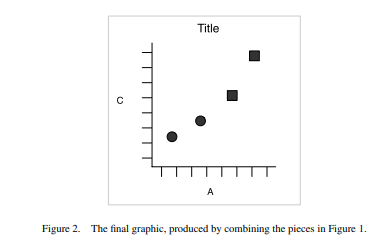 Title
C
A
Figure 2. The final graphic, produced by combining the pieces in Figure 1.